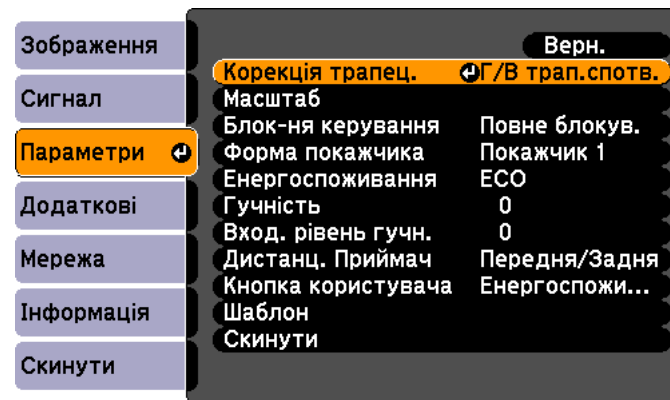 Зображення
Сигнал
Параметри
Додаткові
Мережа
Інформація
Скинути
Верн.
Корекція трапец. Г/В трап.спотв.
Масштаб
Блок-ня керування Повне блокув.
Форма покажчика Покажчик 1
Енергоспоживання ECO
Гучність 0
Вход. рівень гучн. 0
Дистанц. Приймач Передня/Задня
Кнопка користувача Енергоспожи...
Шаблон
Скинути